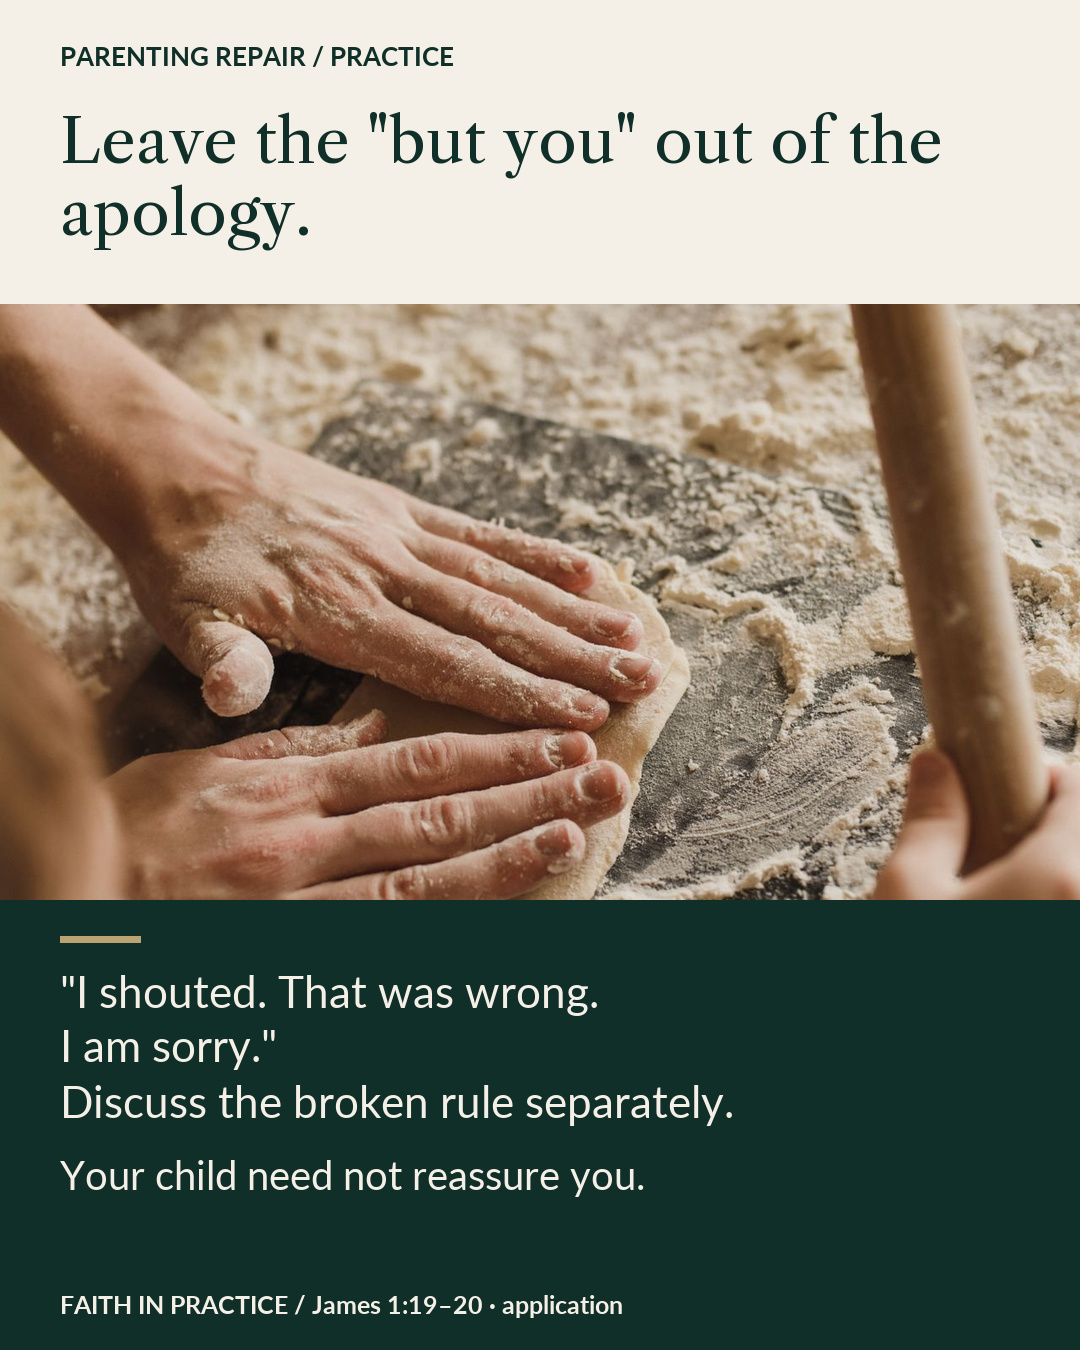 PARENTING REPAIR / PRACTICE
Leave the "but you" out of the
apology.
"I shouted. That was wrong.
I am sorry."
Discuss the broken rule separately.
Your child need not reassure you.
FAITH IN PRACTICE / James 1:19–20 · application